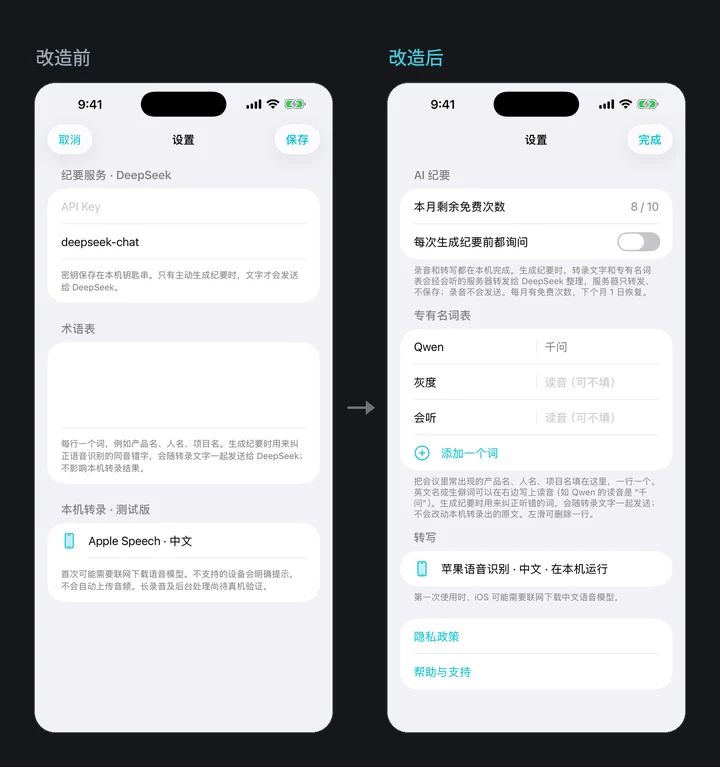 改造前
9:41
取消
设置
保存
纪要服务 · DeepSeek
API Key
deepseek-chat
密钥保存在本机钥匙串。只有主动生成纪要时，文字才会发送
给 DeepSeek。
术语表
每行一个词，例如产品名、人名、项目名。生成纪要时用来纠
正语音识别的同音错字，会随转录文字一起发送给 DeepSeek；
不影响本机转录结果。
本机转录 · 测试版
Apple Speech · 中文
首次可能需要联网下载语音模型。不支持的设备会明确提示，
不会自动上传音频。长录音及后台处理尚待真机验证。
改造后
9:41
设置
完成
AI 纪要
本月剩余免费次数
8 / 10
每次生成纪要前都询问
录音和转写都在本机完成。生成纪要时，转录文字和专有名词
表会经会听的服务器转发给 DeepSeek 整理，服务器只转发、
不保存；录音不会发送。每月有免费次数，下个月 1 日恢复。
专有名词表
Qwen
千问
灰度
读音（可不填）
会听
读音（可不填）
添加一个词
把会议里常出现的产品名、人名、项目名填在这里，一行一个。
英文名或生僻词可以在右边写上读音（如 Qwen 的读音是“千
问”）。生成纪要时用来纠正听错的词，会随转录文字一起发送；
不会改动本机转录出的原文。左滑可删除一行。
转写
苹果语音识别 · 中文 · 在本机运行
第一次使用时，iOS 可能需要联网下载中文语音模型。
隐私政策
帮助与支持